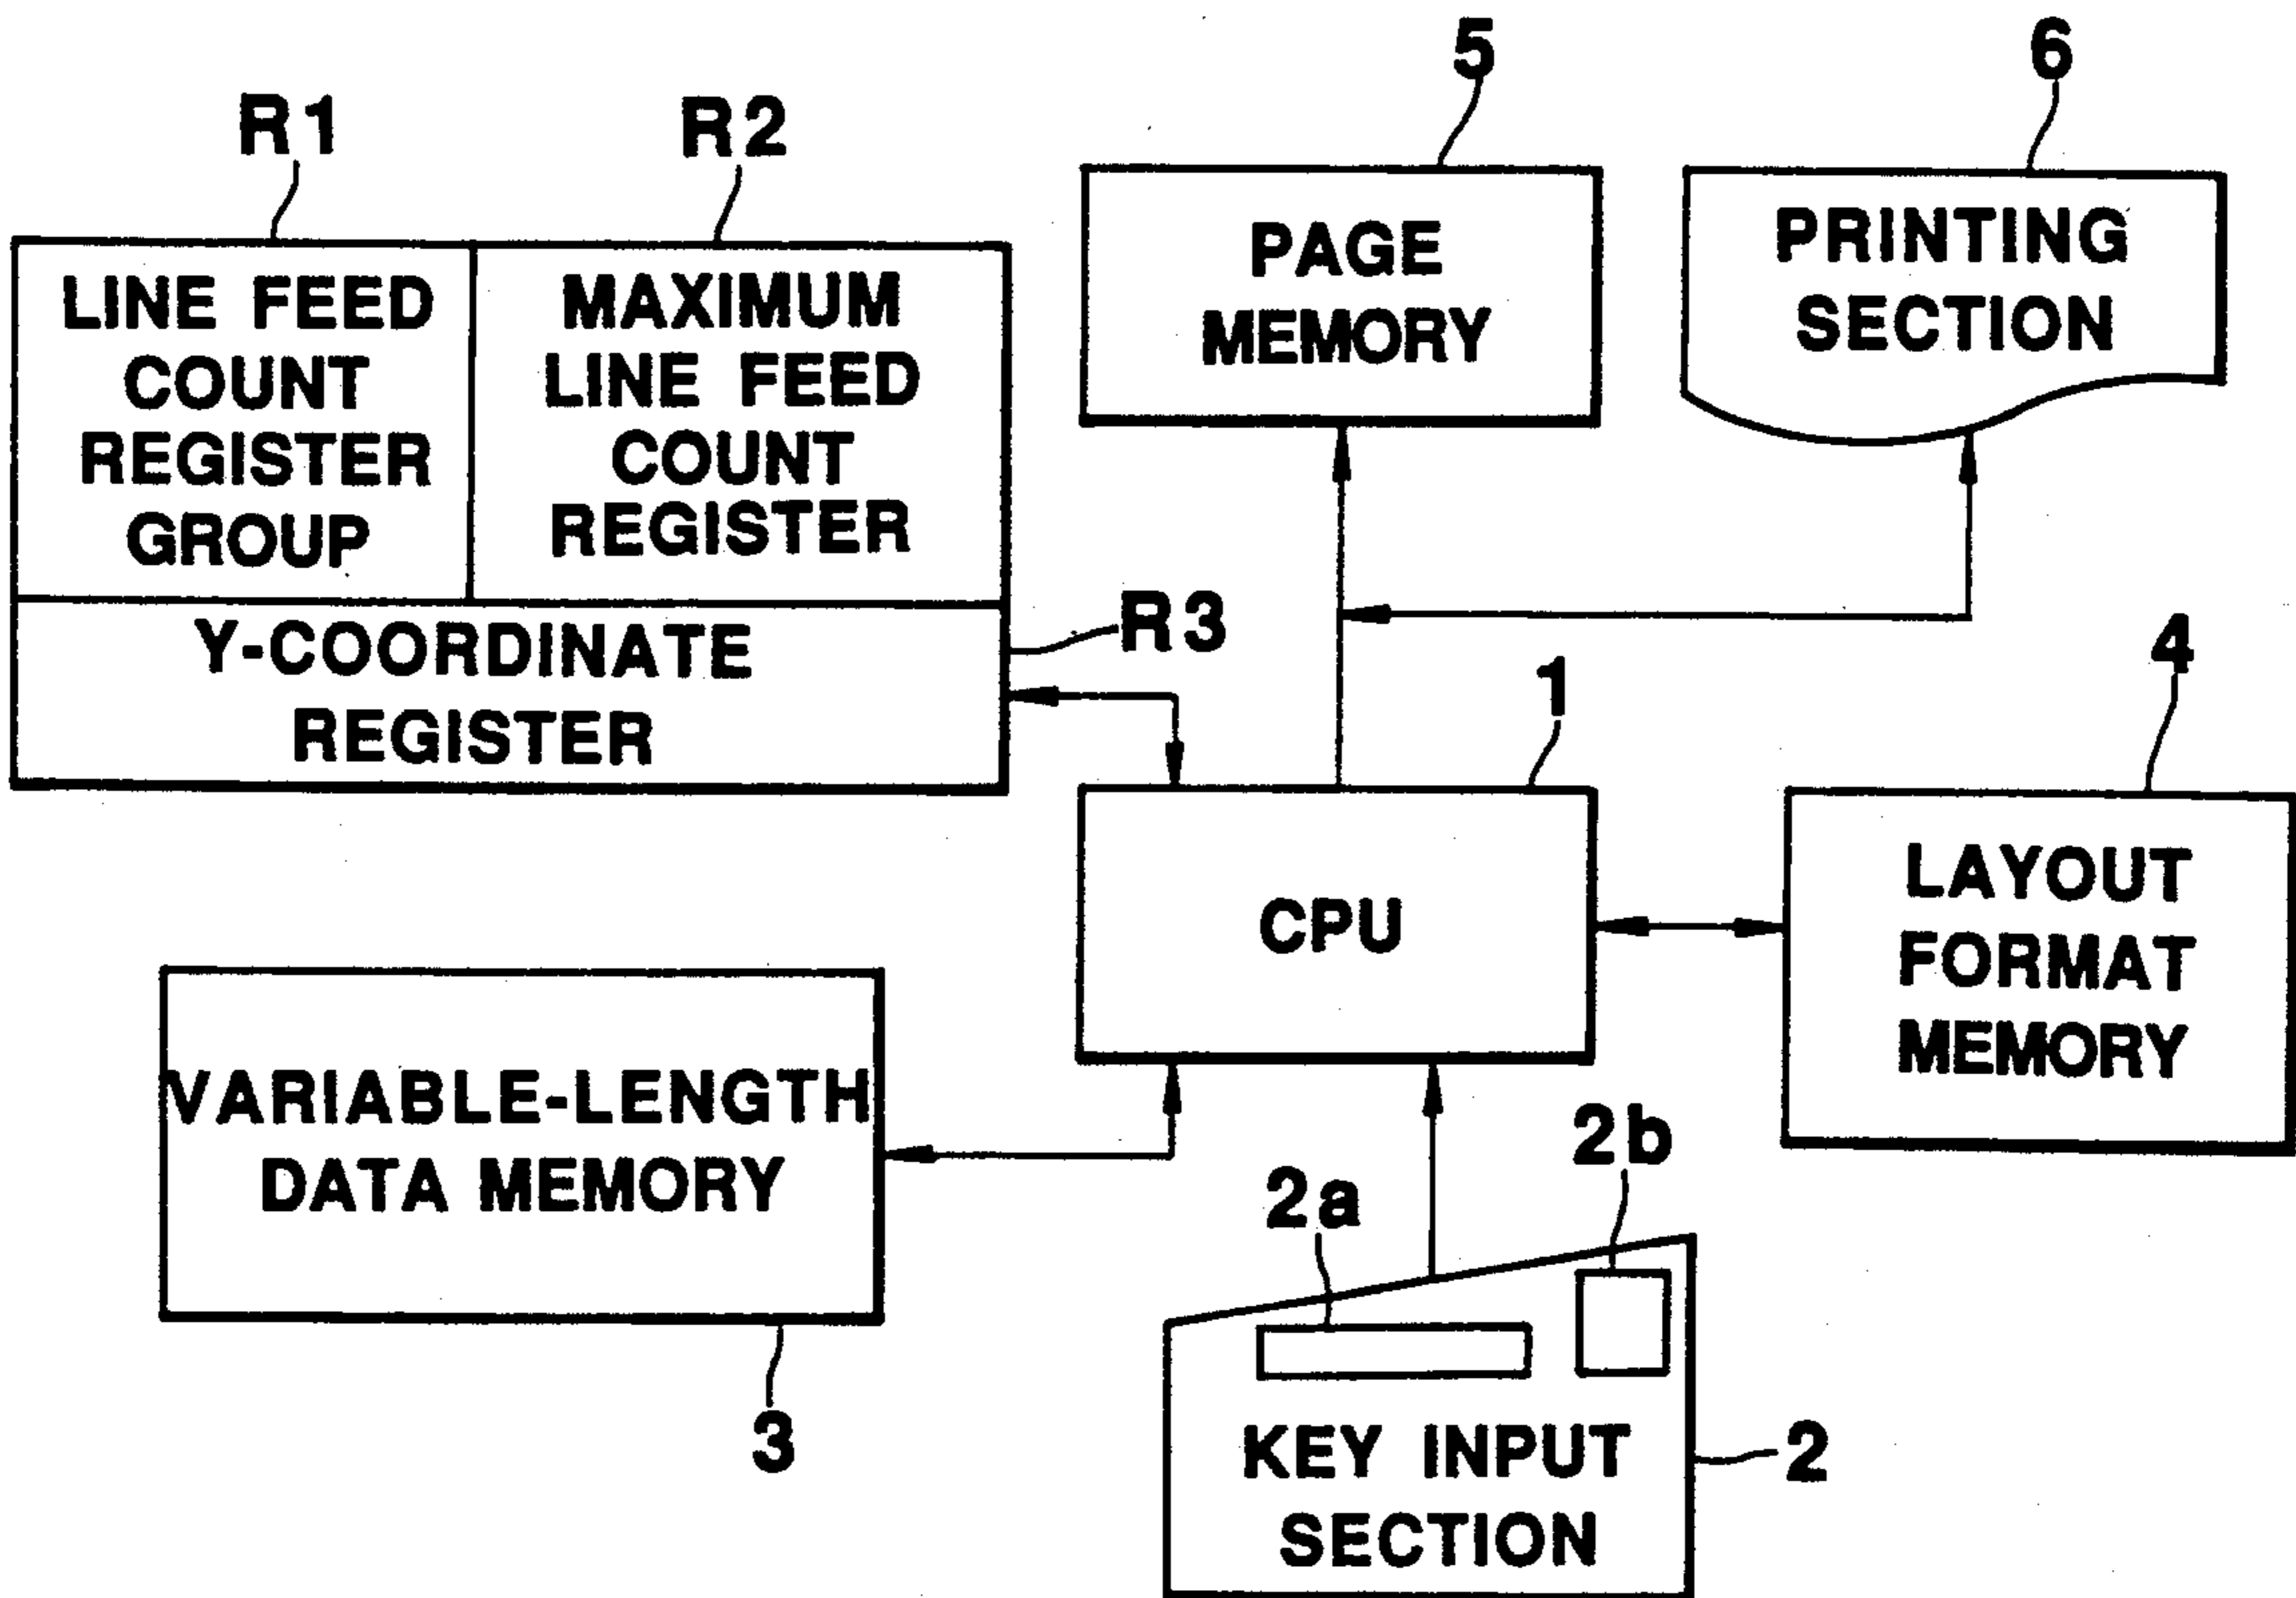 5
6
R1
R2
LINE FEED
COUNT
REGISTER
GROUP
MAXIMUM
LINE FEED
COUNT
REGISTER
Y-COORDINATE
REGISTER
R3
PAGE
MEMORY
PRINTING
SECTION
1
4
CPU
LAYOUT
FORMAT
MEMORY
VARIABLE-LENGTH
DATA MEMORY
3
2a
2b
KEY INPUT
SECTION
2